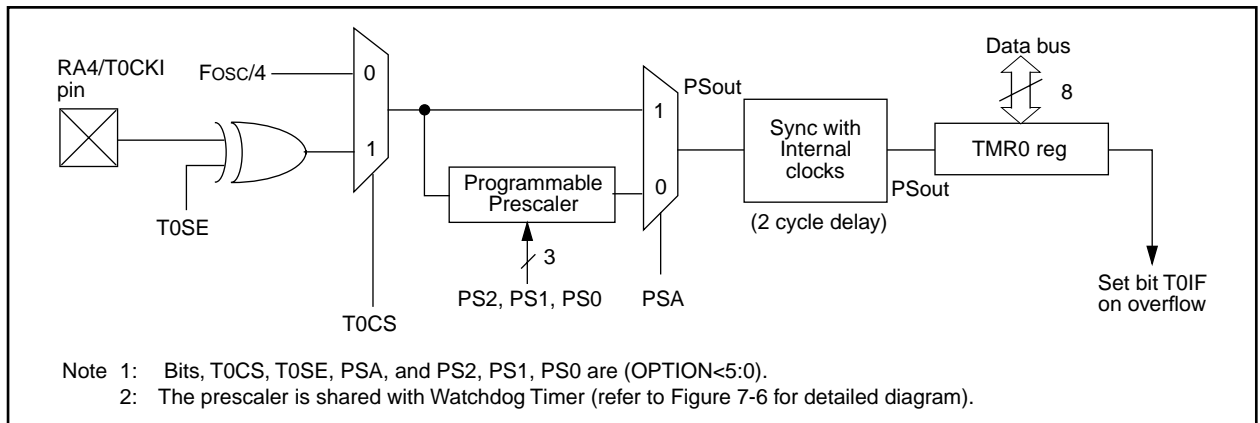 RA4/T0CKI
pin
FOSC/4
0
1
T0SE
T0CS
Programmable
Prescaler
3
PS2, PS1, PS0
1
0
PSA
PSout
Sync with
Internal
clocks
(2 cycle delay)
PSout
Data bus
8
TMR0 reg
Set bit T0IF
on overflow
Note 1: Bits, T0CS, T0SE, PSA, and PS2, PS1, PS0 are (OPTION<5:0).
2: The prescaler is shared with Watchdog Timer (refer to Figure 7-6 for detailed diagram).